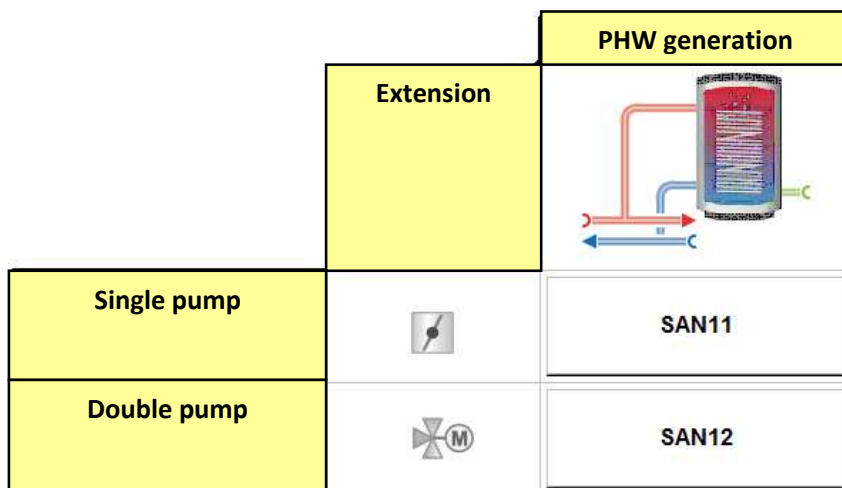 PHW generation
Extension
Single pump
SAN11
Double pump
M
SAN12